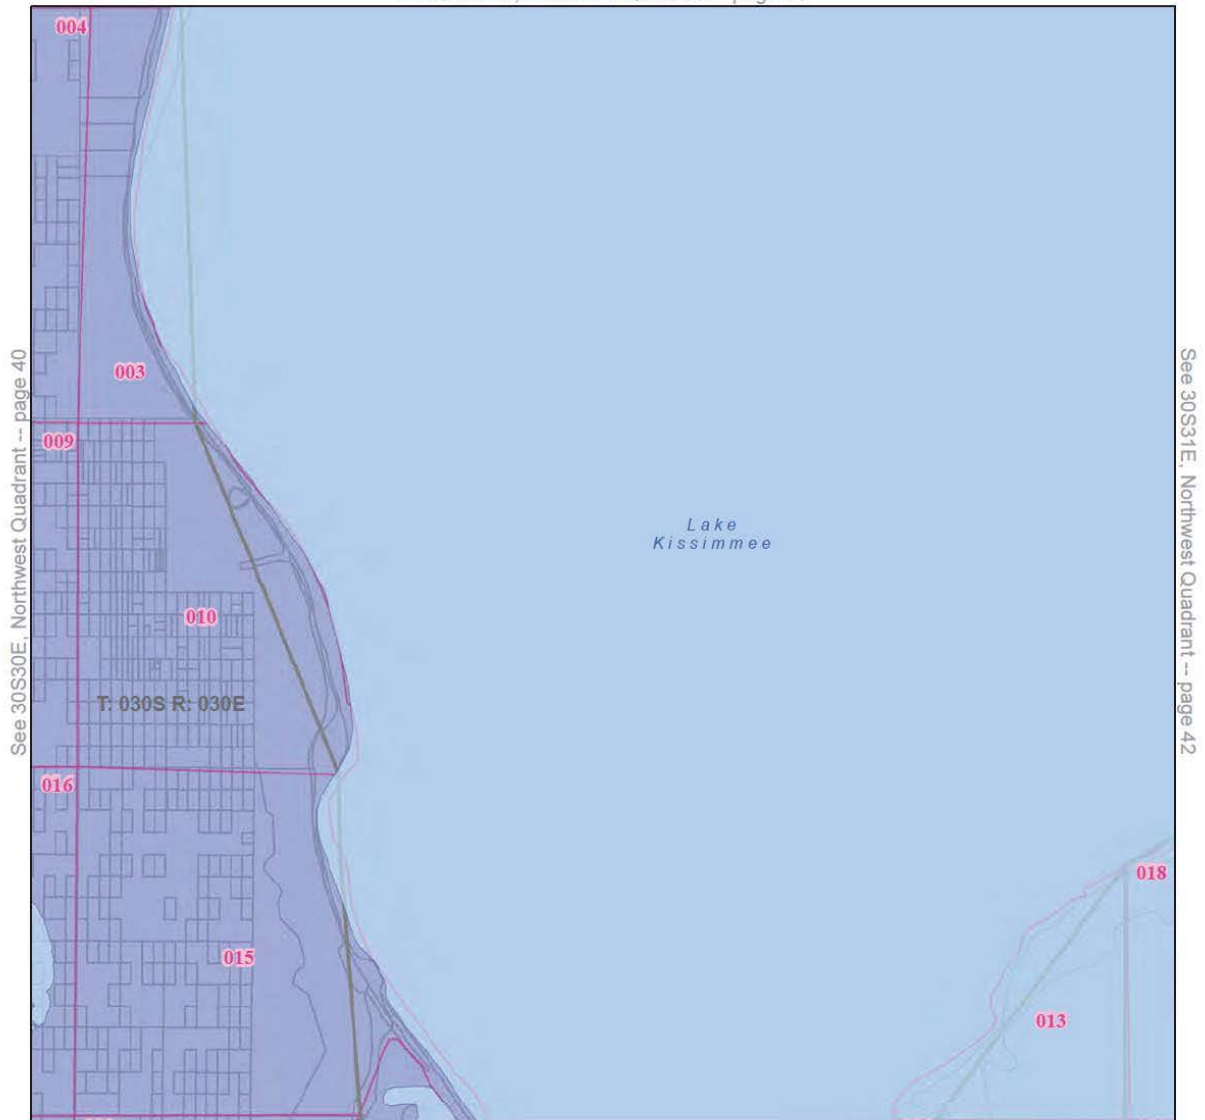 004
003
See 30S30E, Northwest Quadrant -- page 40
See 30S31E, Northwest Quadrant -- page 42
009
Lake
Kissimmee
010
T: 030S R: 030E
016
018
015
013